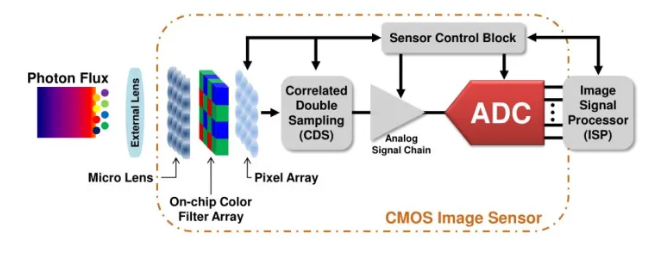 Sensor Control Block
Photon Flux
External Lens
Correlated
Double
Sampling
(CDS)
ADC
Image
Signal
Processor
(ISP)
Analog
Signal Chain
Micro Lens
Pixel Array
On-chip Color
Filter Array
CMOS Image Sensor